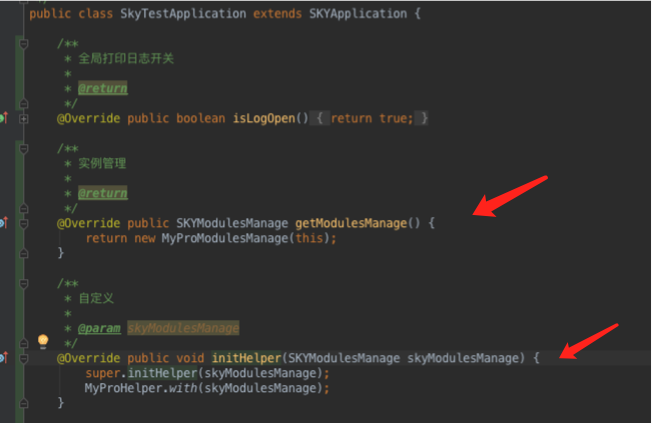 public class SkyTestApplication extends SKYApplication {
/**
* 全局打印日志开关
*
* @return
*/
@Override public boolean isLogOpen() { return true; }
/**
* 实例管理
*
* @return
*/
@Override public SKYModulesManage getModulesManage() {
return new MyProModulesManage(this);
}
/**
* 自定义
*
* @param skyModulesManage
*/
@Override public void initHelper(SKYModulesManage skyModulesManage) {
super.initHelper(skyModulesManage);
MyProHelper.with(skyModulesManage);
}